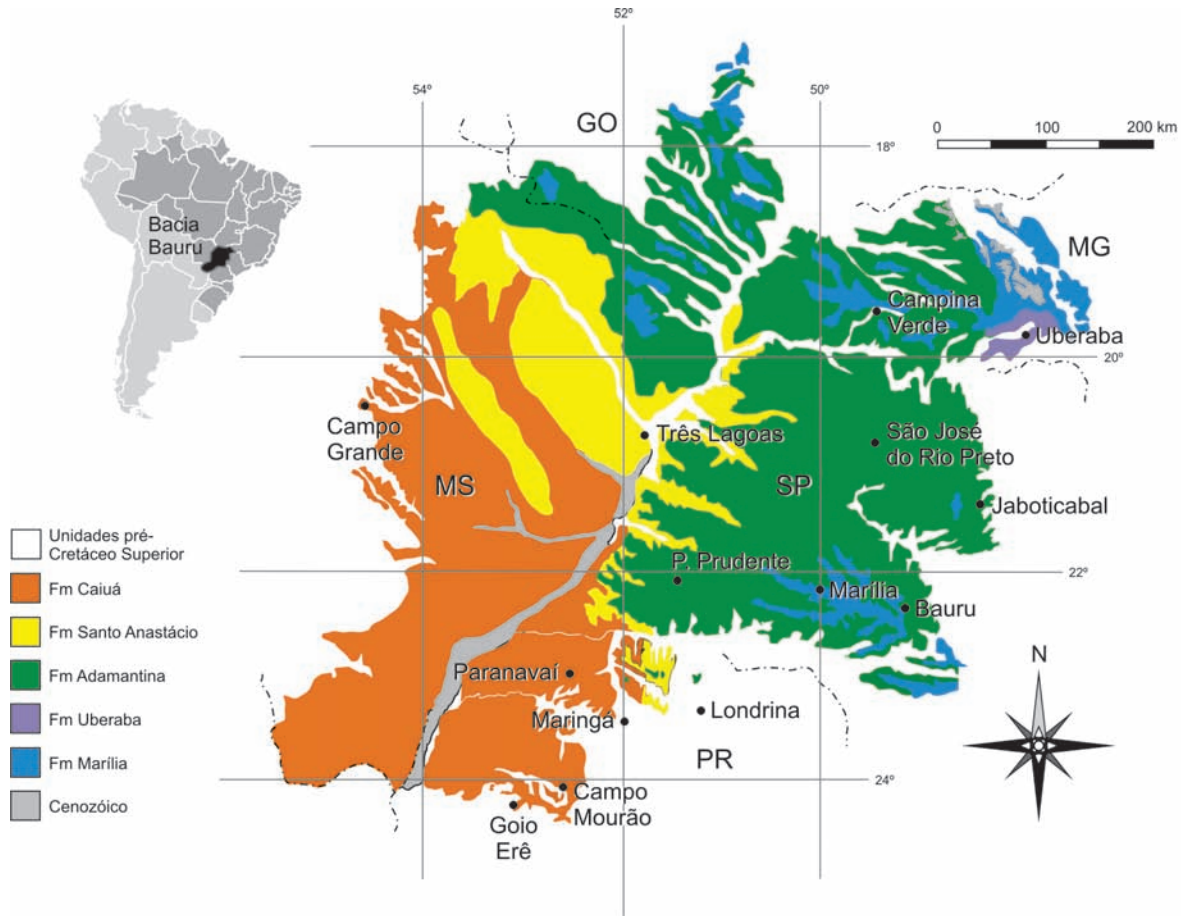 52º
54º
50º
GO
0 100 200 km
18º
Bacia
Bauru
MG
Campina
Verde
Uberaba
20º
Campo
Grande
Três Lagoas
São José
do Rio Preto
MS
SP
Jaboticabal
Unidades pré-
Cretáceo Superior
P. Prudente
22º
Fm Caiuá
Marília
Bauru
Fm Santo Anastácio
N
Fm Adamantina
Paranavaí
Londrina
Maringá
Fm Uberaba
PR
Fm Marília
24º
Campo
Mourão
Cenozóico
Goio
Erê